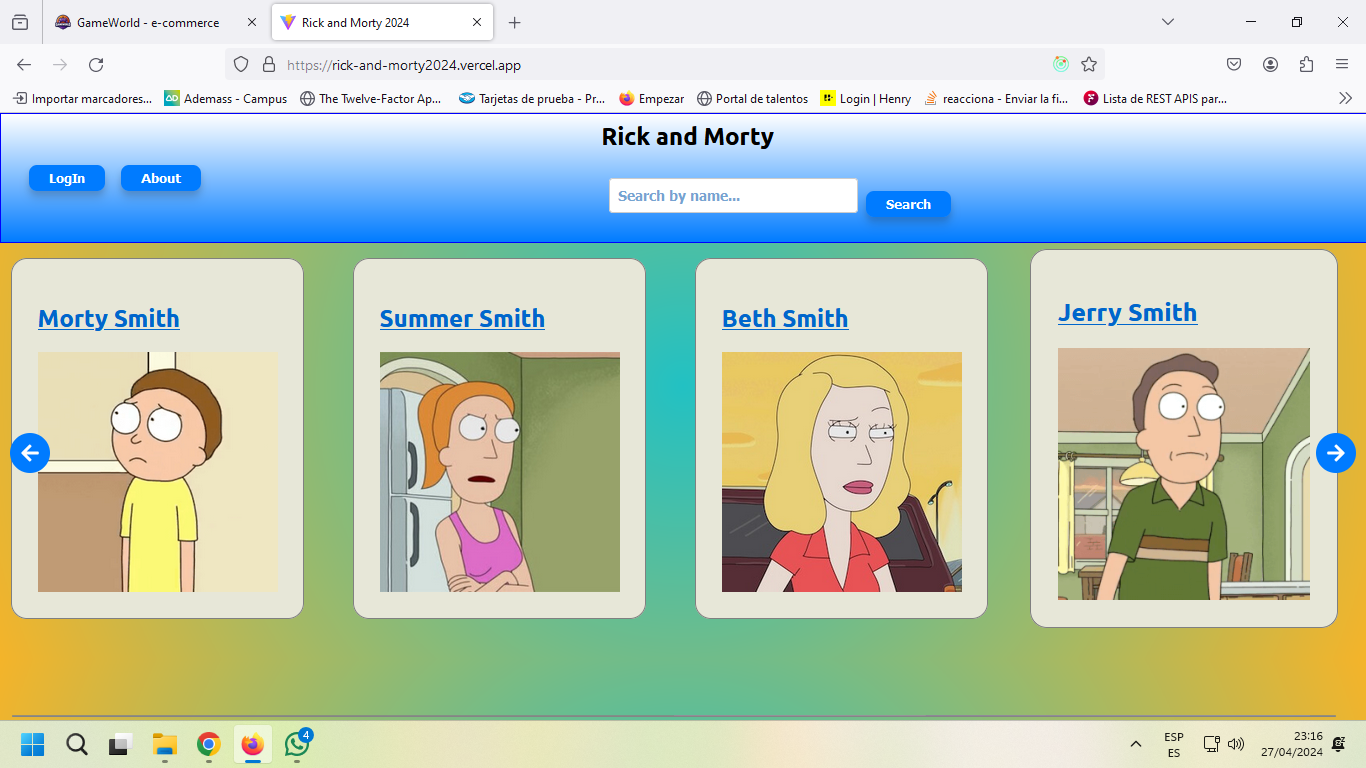 GameWorld - e-commerce
Rick and Morty 2024
https://rick-and-morty2024.vercel.app
Importar marcadores...
Ademass - Campus
The Twelve-Factor Ap...
Tarjetas de prueba - Pr...
Empezar
Portal de talentos
Login | Henry
reacciona - Enviar la fi...
Lista de REST APIS par...
Rick and Morty
LogIn
About
Search by name...
Search
Morty Smith
Summer Smith
Beth Smith
Jerry Smith
4
ESP
ES
23:16
27/04/2024